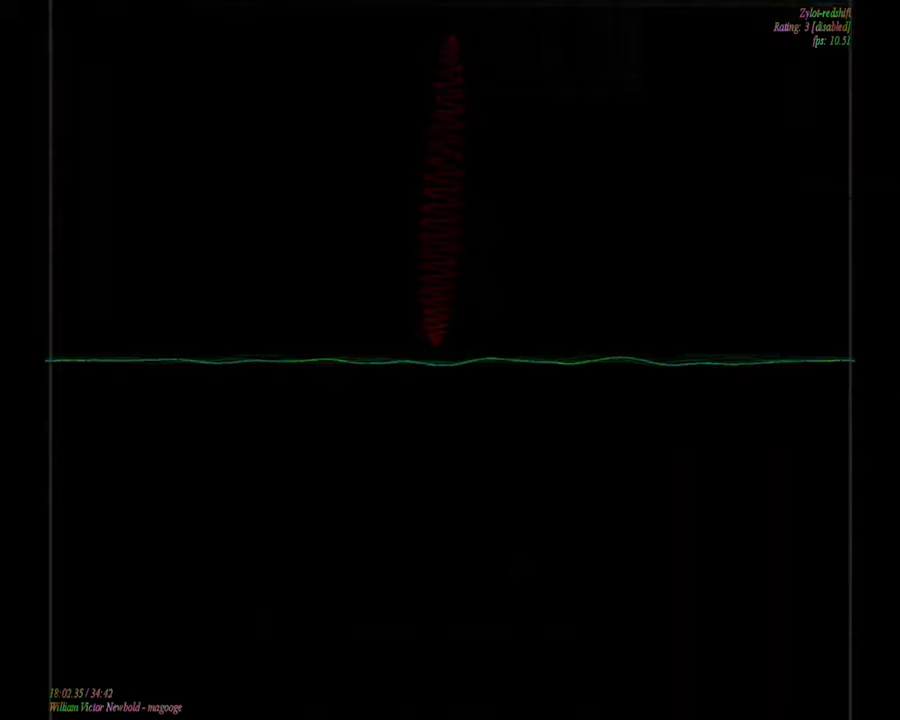 Zylot-redshift
Rating: 3 [disabled]
fps: 10.51
18:02.35 / 34:42
William Victor Newbold - magooge